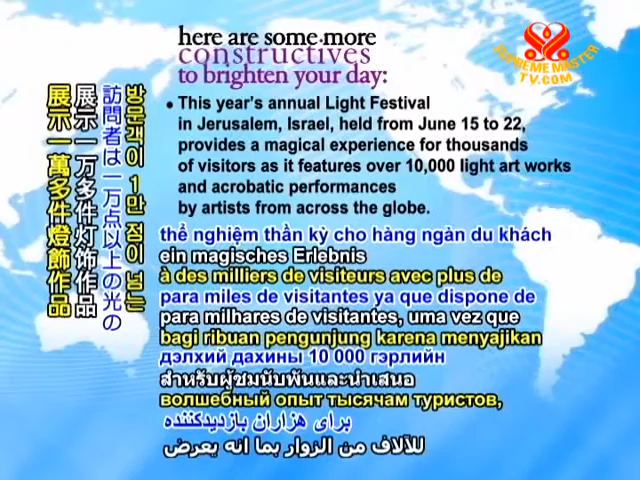 here are some more
constructives
to brighten your day:
SUPREME MASTER
TV.COM
• This year's annual Light Festival
in Jerusalem, Israel, held from June 15 to 22,
provides a magical experience for thousands
of visitors as it features over 10,000 light art works
and acrobatic performances
by artists from across the globe.
thể nghiệm thần kỳ cho hàng ngàn du khách
ein magisches Erlebnis
à des milliers de visiteurs avec plus de
para miles de visitantes ya que dispone de
para milhares de visitantes, uma vez que
bagi ribuan pengunjung karena menyajikan
дэлхий дахины 10 000 гэрлийн
สำหรับผู้ชมนับพันและนำเสนอ
волшебный опыт тысячам туристов,
برای هزاران بازدیدکننده
للآلاف من الزوار بما انه يعرض
방문객이 1만 점이 넘는
訪問者は一万点以上の光の
展示一万多件灯饰作品
展示一萬多件燈飾作品